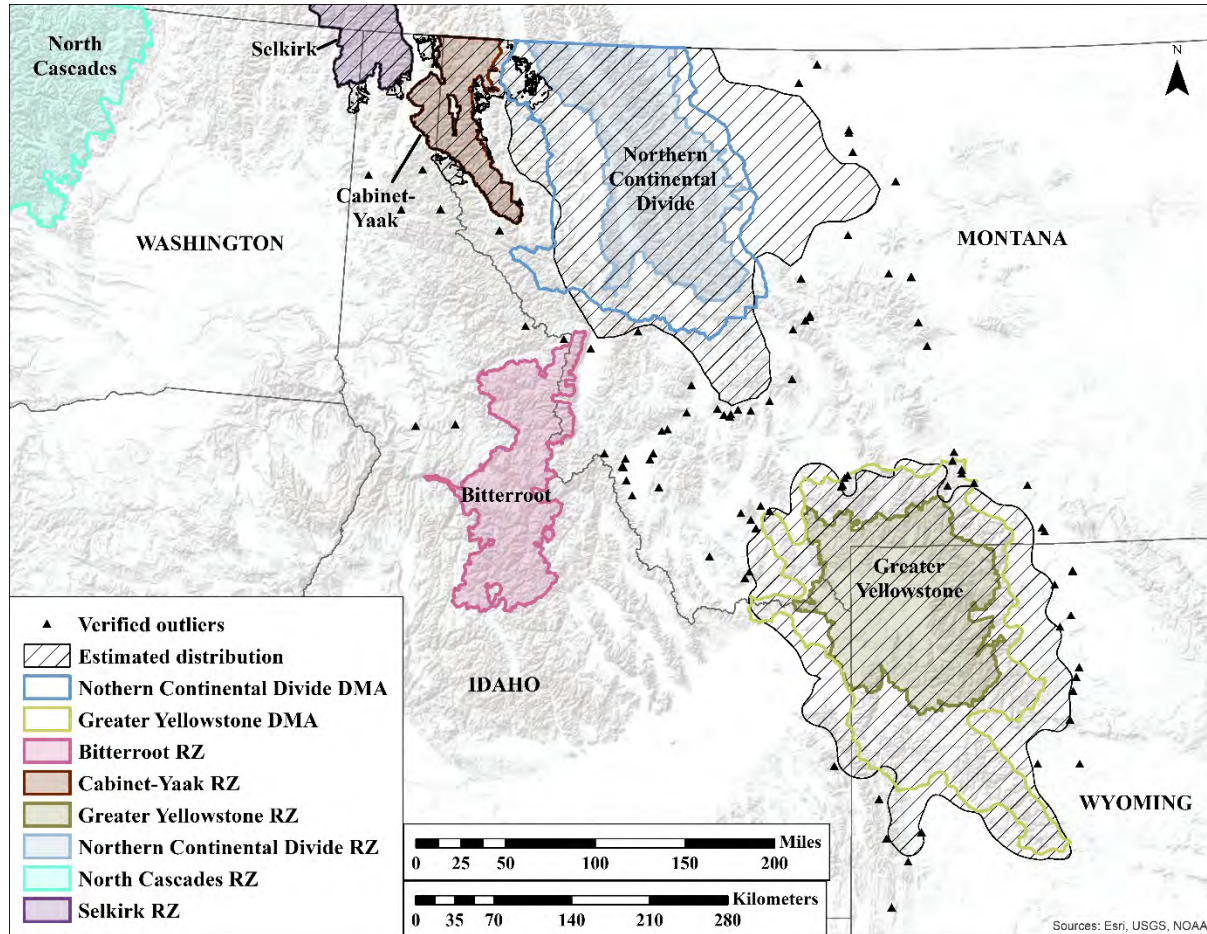 North
Cascades
Selkirk
Cabinet-
Yaak
Northern
Continental
Divide
N
WASHINGTON
MONTANA
Bitterroot
Greater
Yellowstone
IDAHO
WYOMING
Verified outliers
Estimated distribution
Nothern Continental Divide DMA
Greater Yellowstone DMA
Bitterroot RZ
Cabinet-Yaak RZ
Greater Yellowstone RZ
Northern Continental Divide RZ
North Cascades RZ
Selkirk RZ
Miles
0 25 50 100 150 200
Kilometers
0 35 70 140 210 280
Sources: Esri, USGS, NOAA